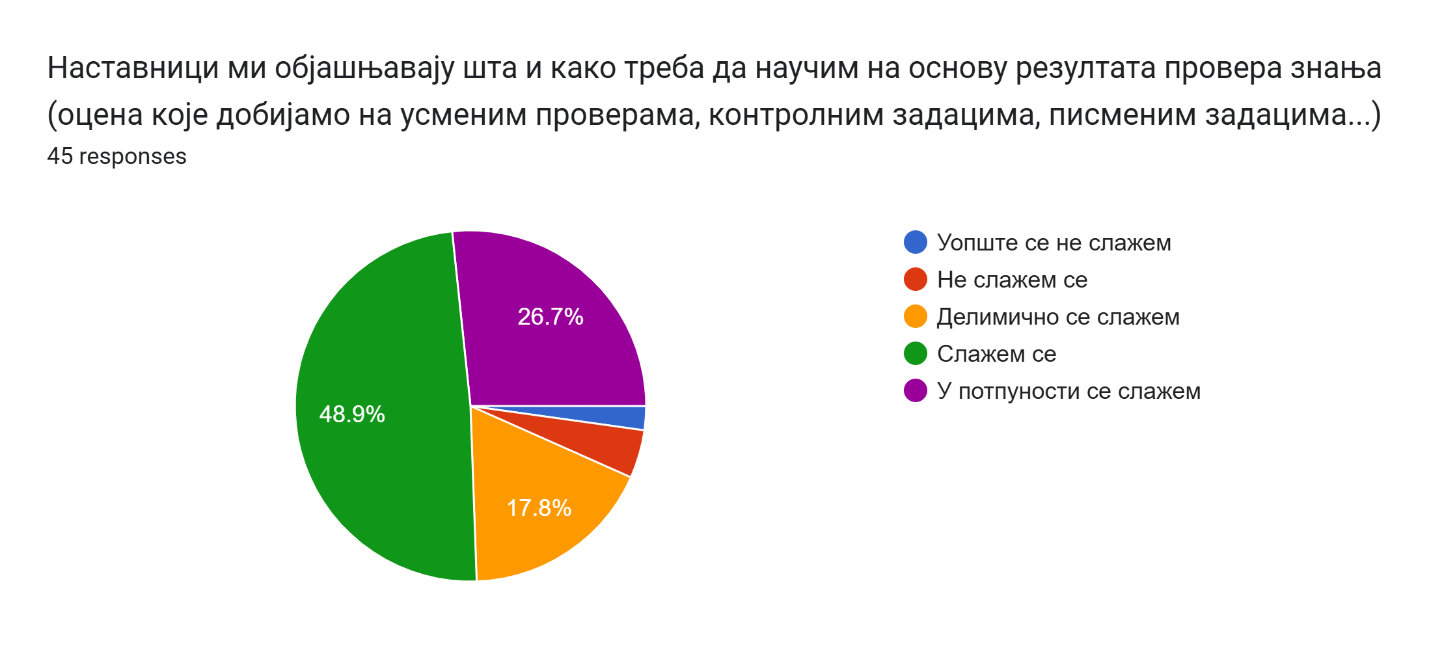 Наставници ми објашњавају шта и како треба да научим на основу резултата провера знања
(оцена које добијамо на усменим проверама, контролним задацима, писменим задацима...)
45 responses
Уопште се не слажем
Не слажем се
Делимично се слажем
Слажем се
У потпуности се слажем
26.7%
48.9%
17.8%